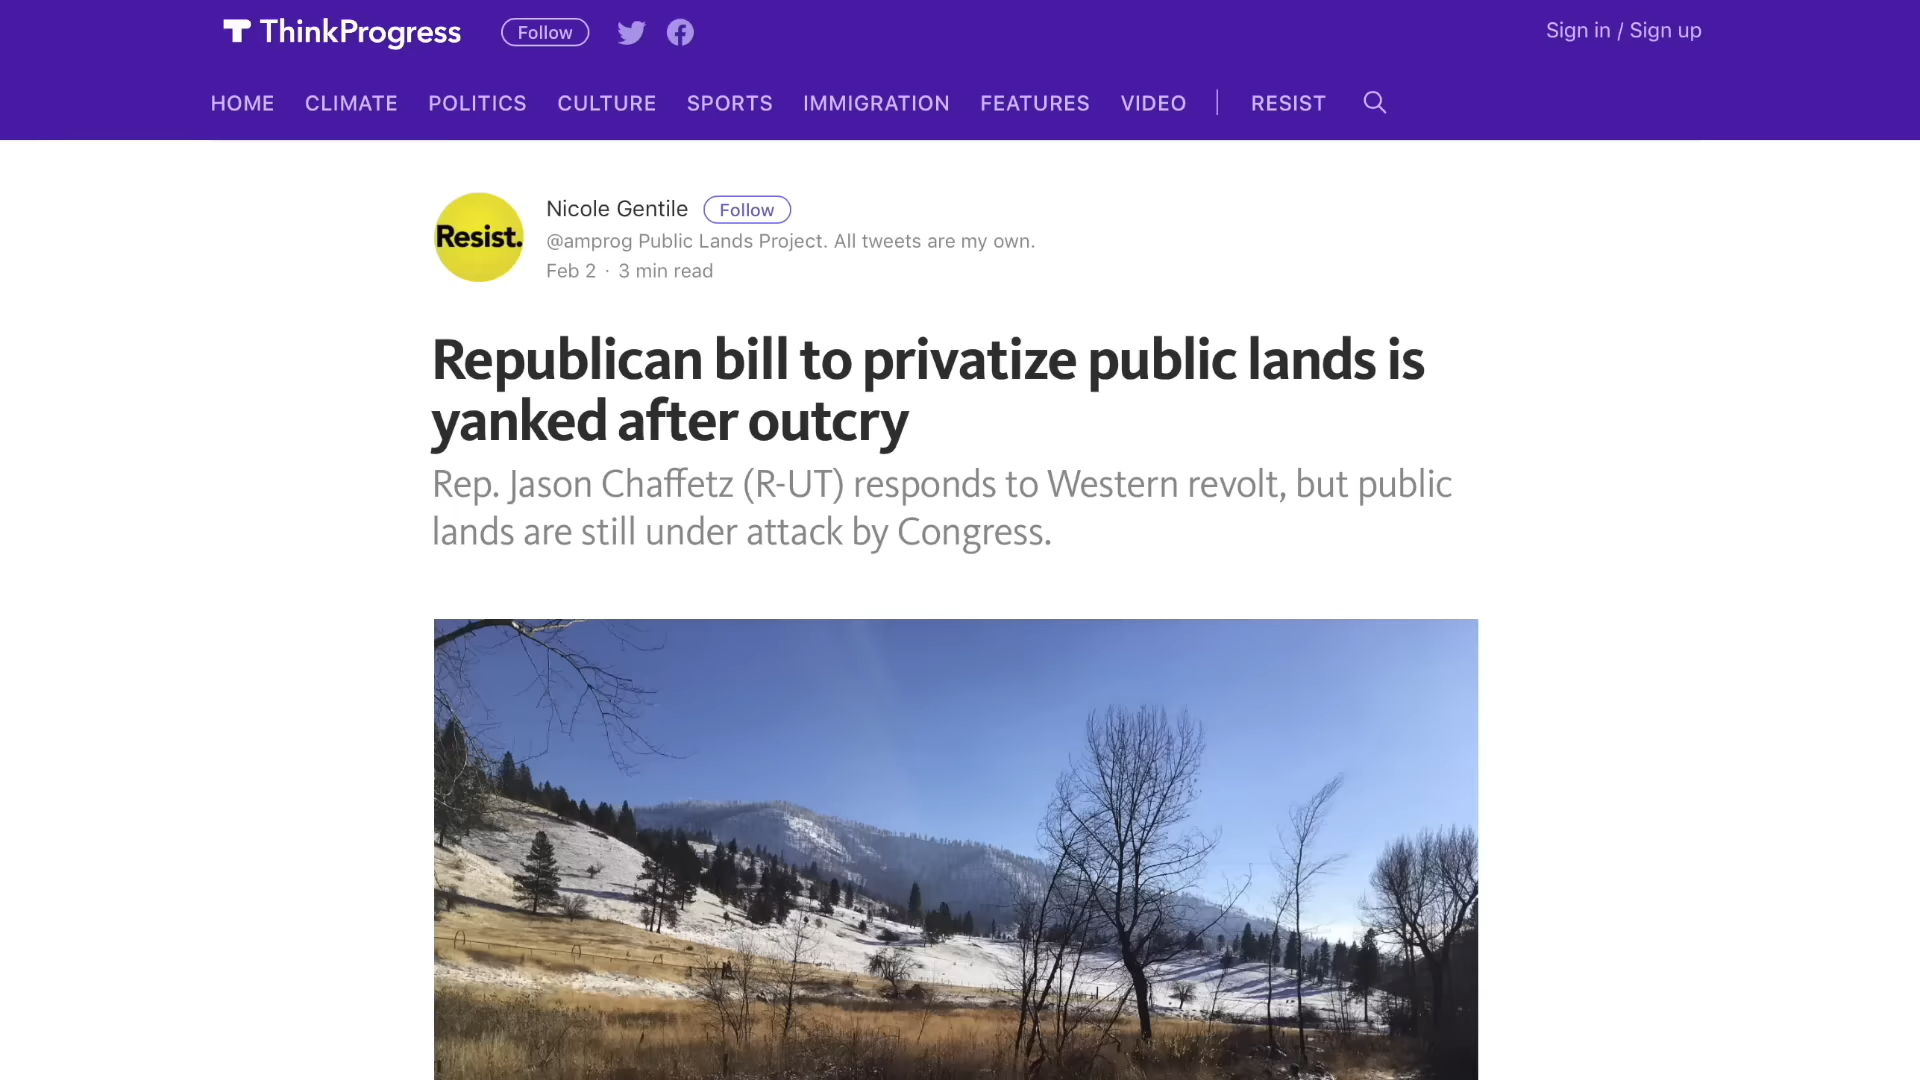 ThinkProgress Follow Sign in / Sign up
HOME CLIMATE POLITICS CULTURE SPORTS IMMIGRATION FEATURES VIDEO | RESIST
Resist.
Nicole Gentile Follow
@amprog Public Lands Project. All tweets are my own.
Feb 2 · 3 min read
Republican bill to privatize public lands is
yanked after outcry
Rep. Jason Chaffetz (R-UT) responds to Western revolt, but public
lands are still under attack by Congress.